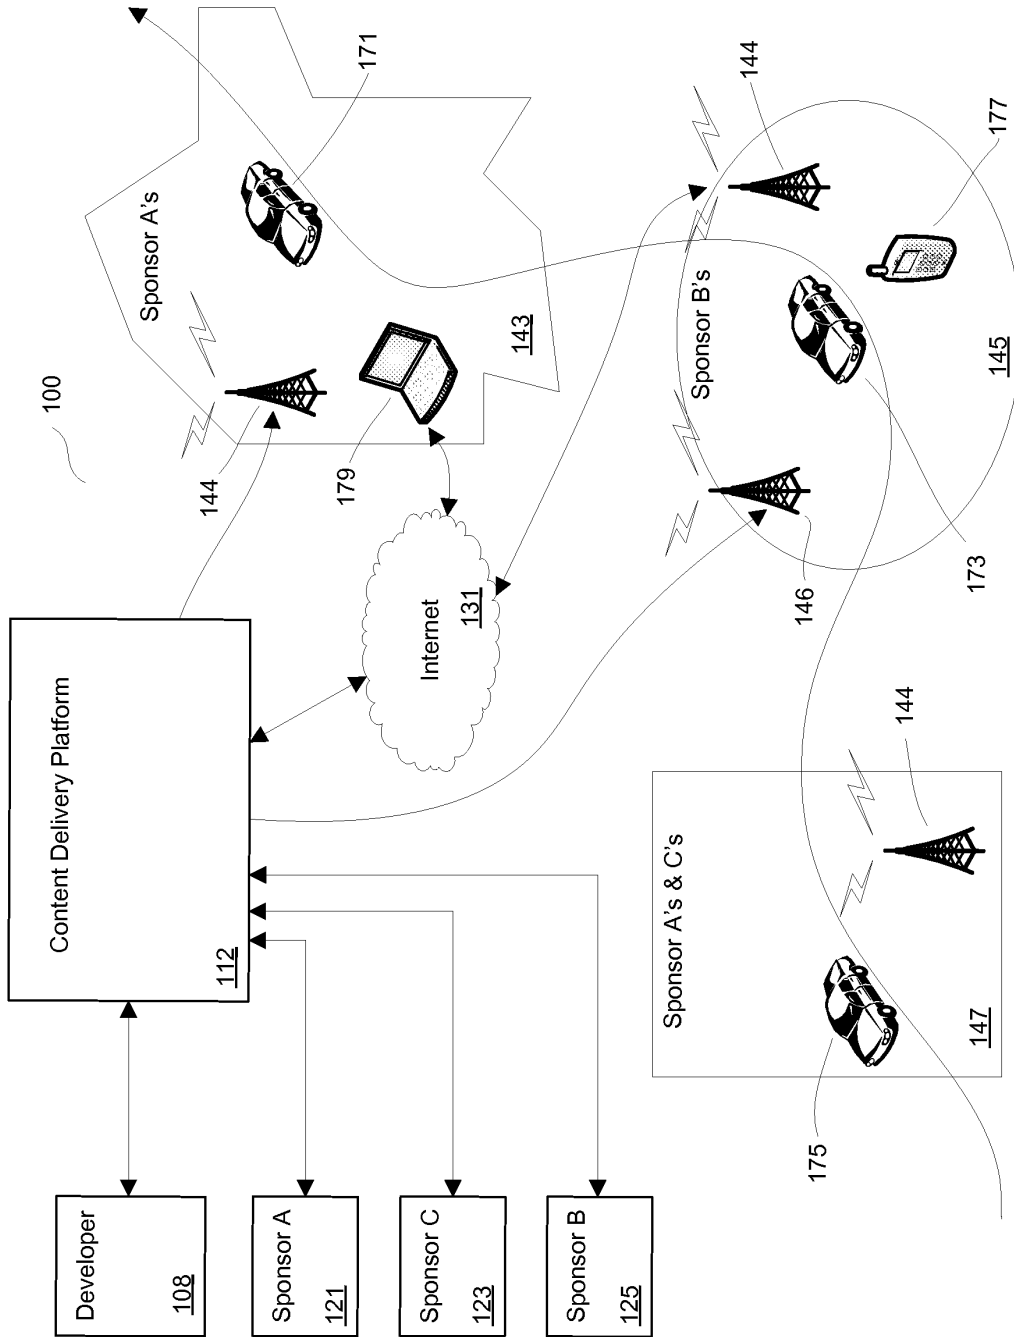 100
Developer
108
Sponsor A
121
Sponsor C
123
Sponsor B
125
Content Delivery Platform
112
Internet
131
144
179
Sponsor A's
143
171
Sponsor A's & C's
147
175
144
Sponsor B's
145
146
173
144
177